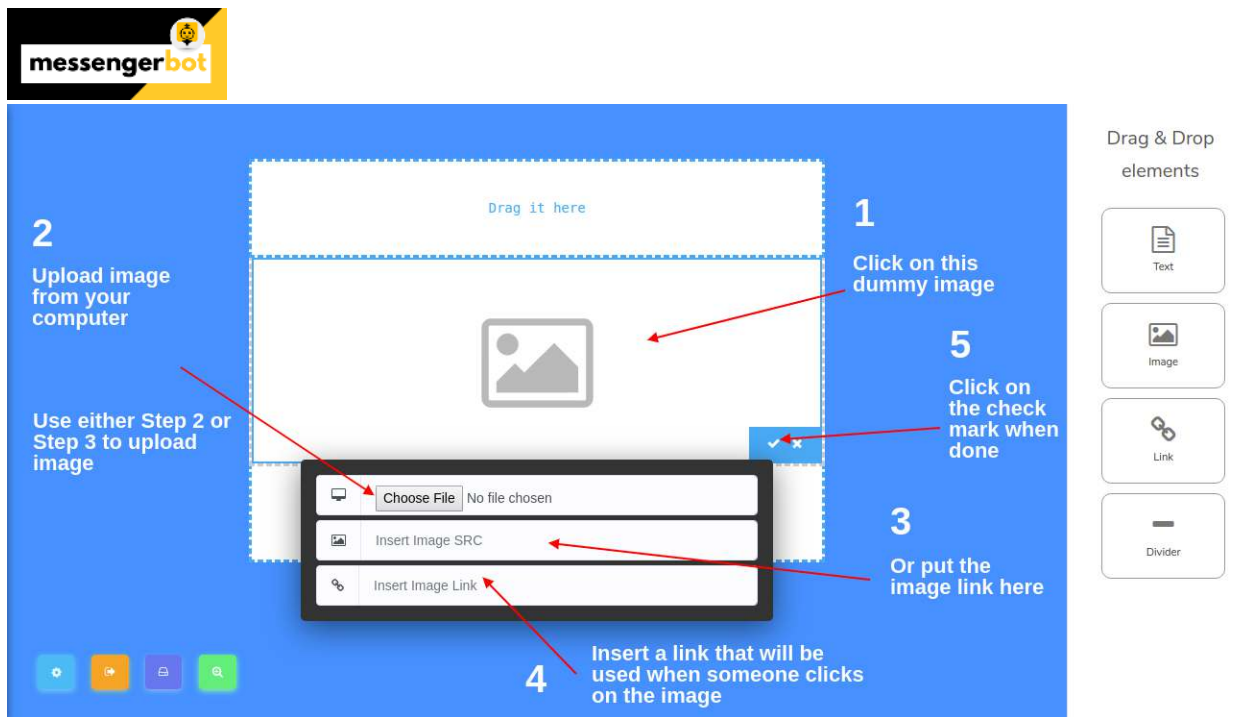 messengerbot
Drag & Drop
elements
Drag it here
1
Click on this
dummy image
2
Upload image
from your
computer
Use either Step 2 or
Step 3 to upload
image
5
Click on
the check
mark when
done
Choose File No file chosen
Insert Image SRC
Insert Image Link
3
Or put the
image link here
4
Insert a link that will be
used when someone clicks
on the image
Text
Image
Link
Divider